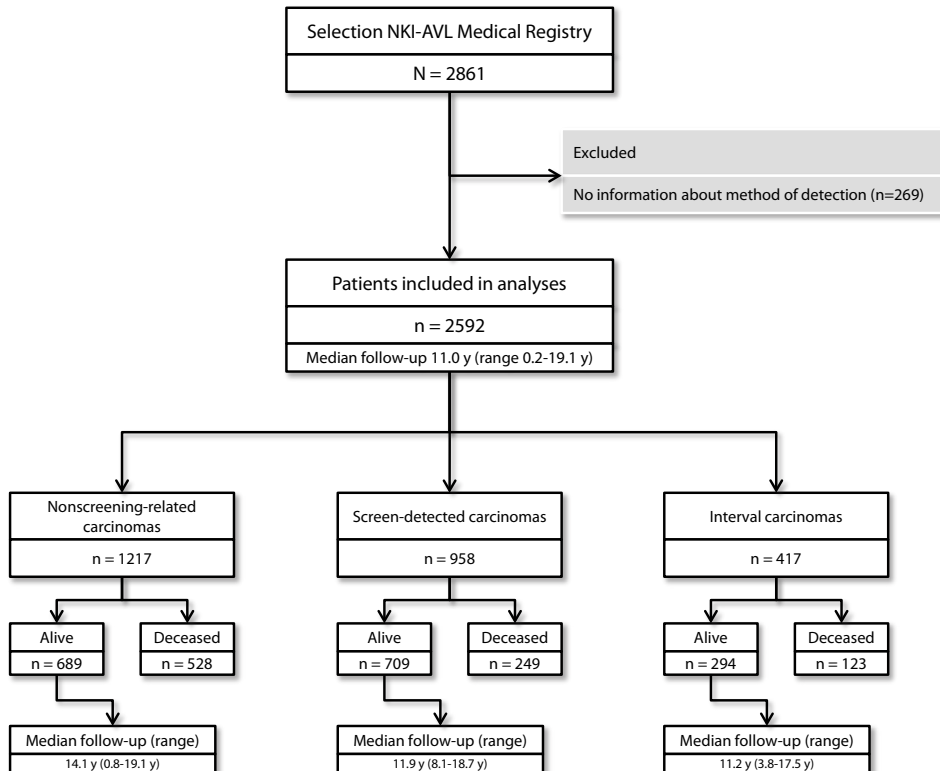 Selection NKI-AVL Medical Registry
N = 2861
Excluded
No information about method of detection (n=269)
Patients included in analyses
n = 2592
Median follow-up 11.0 y (range 0.2-19.1 y)
Nonscreening-related
carcinomas
n = 1217
Screen-detected carcinomas
n = 958
Interval carcinomas
n = 417
Alive
n = 689
Deceased
n = 528
Alive
n = 709
Deceased
n = 249
Alive
n = 294
Deceased
n = 123
Median follow-up (range)
14.1 y (0.8-19.1 y)
Median follow-up (range)
11.9 y (8.1-18.7 y)
Median follow-up (range)
11.2 y (3.8-17.5 y)